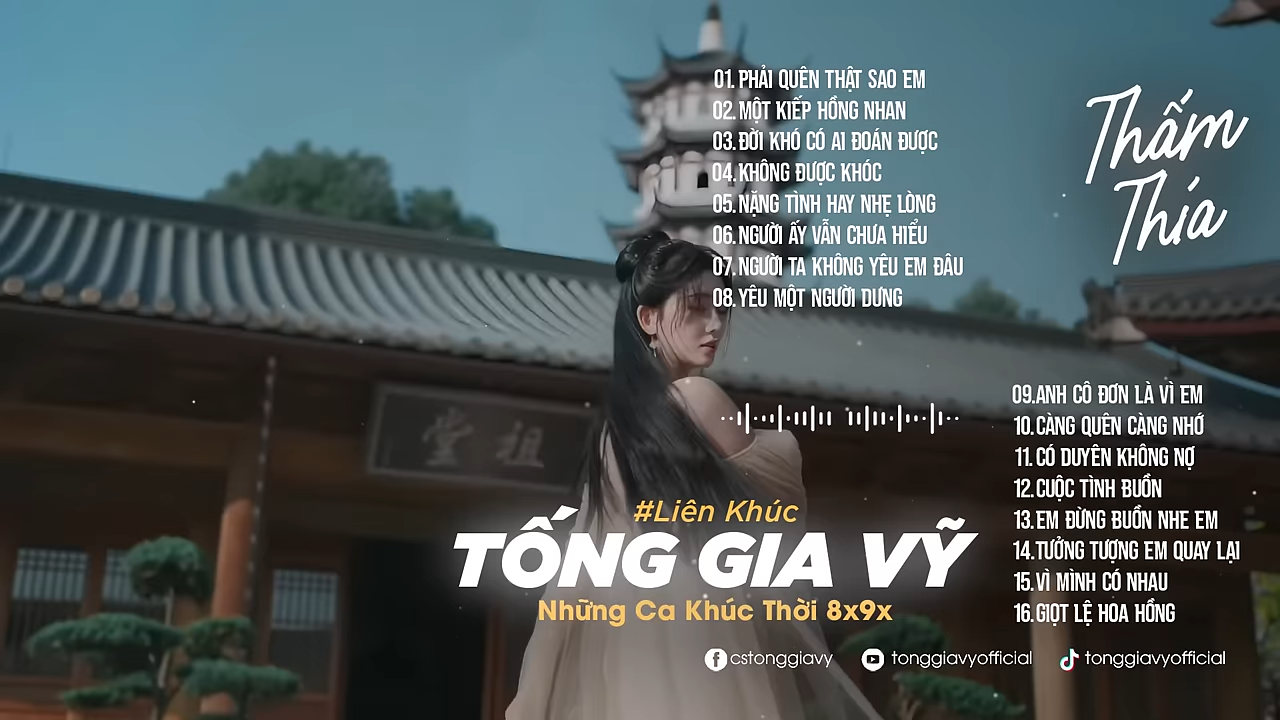 01. PHẢI QUÊN THẬT SAO EM
02. MỘT KIẾP HỒNG NHAN
03. ĐỜI KHÓ CÓ AI ĐOÁN ĐƯỢC
04. KHÔNG ĐƯỢC KHÓC
05. NẶNG TÌNH HAY NHẸ LÒNG
06. NGƯỜI ẤY VẪN CHƯA HIỂU
07. NGƯỜI TA KHÔNG YÊU EM ĐÂU
08. YÊU MỘT NGƯỜI DƯNG
Thấm
Thía
09. ANH CÔ ĐƠN LÀ VÌ EM
10. CÀNG QUÊN CÀNG NHỚ
11. CÓ DUYÊN KHÔNG NỢ
12. CUỘC TÌNH BUỒN
13. EM ĐỪNG BUỒN NHE EM
14. TƯỞNG TƯỢNG EM QUAY LẠI
15. VÌ MÌNH CÓ NHAU
16. GIỌT LỆ HOA HỒNG
堂祖
#Liên Khúc
TỐNG GIA VỸ
Những Ca Khúc Thời 8x9x
cstonggiavy
tonggiavyofficial
tonggiavyofficial